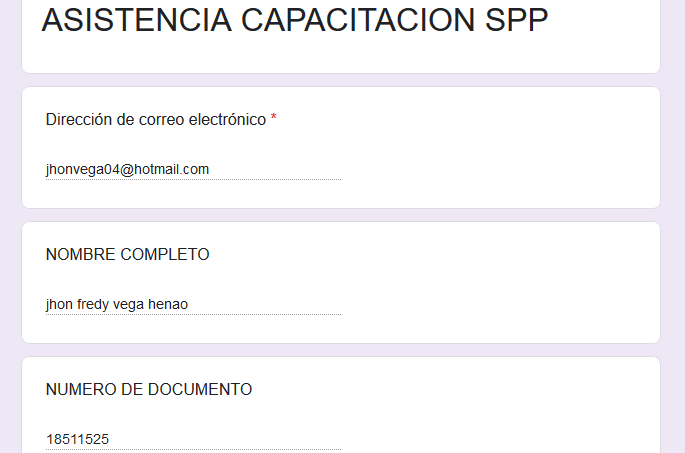 ASISTENCIA CAPACITACION SPP
Dirección de correo electrónico *
jhonvega04@hotmail.com
NOMBRE COMPLETO
jhon fredy vega henao
NUMERO DE DOCUMENTO
18511525